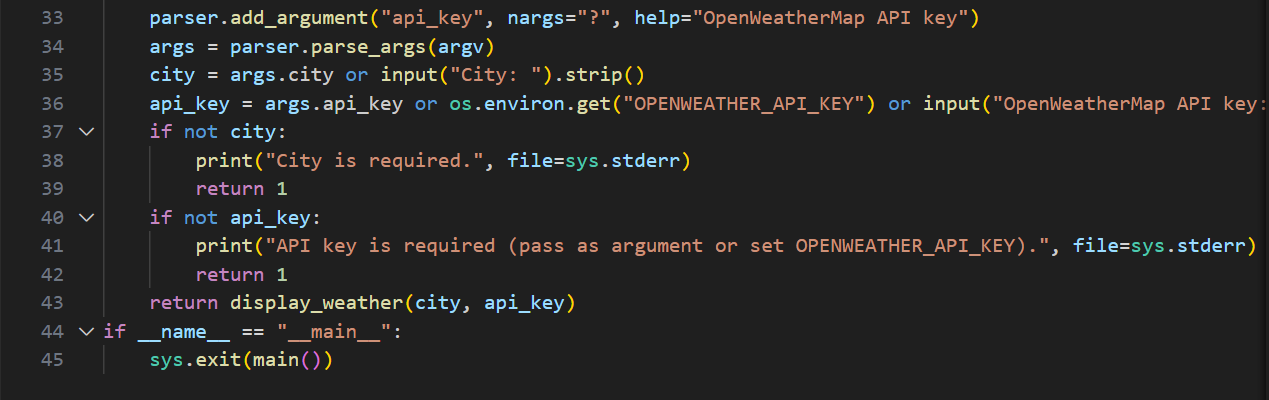 33 parser.add_argument("api_key", nargs="?", help="OpenWeatherMap API key")
34 args = parser.parse_args(argv)
35 city = args.city or input("City: ").strip()
36 api_key = args.api_key or os.environ.get("OPENWEATHER_API_KEY") or input("OpenWeatherMap API key:
37 if not city:
38 print("City is required.", file=sys.stderr)
39 return 1
40 if not api_key:
41 print("API key is required (pass as argument or set OPENWEATHER_API_KEY).", file=sys.stderr)
42 return 1
43 return display_weather(city, api_key)
44 if __name__ == "__main__":
45 sys.exit(main())